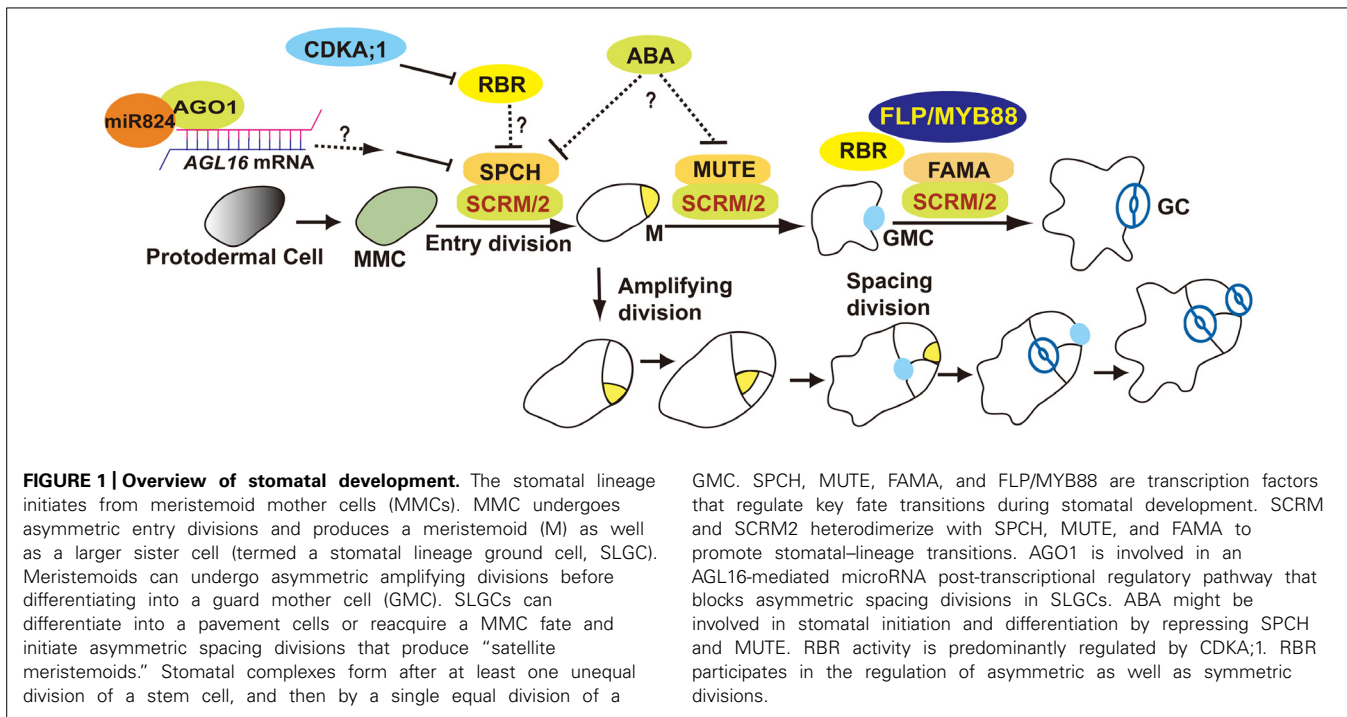 CDKA;1
ABA
RBR
?
miR824
AGO1
?
?
AGL16 mRNA
FLP/MYB88
RBR
SPCH
MUTE
FAMA
SCRM/2
SCRM/2
SCRM/2
GC
Protodermal Cell
MMC
Entry division
M
GMC
Amplifying
division
Spacing
division
FIGURE 1 | Overview of stomatal development. The stomatal lineage
initiates from meristemoid mother cells (MMCs). MMC undergoes
asymmetric entry divisions and produces a meristemoid (M) as well
as a larger sister cell (termed a stomatal lineage ground cell, SLGC).
Meristemoids can undergo asymmetric amplifying divisions before
differentiating into a guard mother cell (GMC). SLGCs can
differentiate into a pavement cells or reacquire a MMC fate and
initiate asymmetric spacing divisions that produce “satellite
meristemoids.” Stomatal complexes form after at least one unequal
division of a stem cell, and then by a single equal division of a
GMC. SPCH, MUTE, FAMA, and FLP/MYB88 are transcription factors
that regulate key fate transitions during stomatal development. SCRM
and SCRM2 heterodimerize with SPCH, MUTE, and FAMA to
promote stomatal–lineage transitions. AGO1 is involved in an
AGL16-mediated microRNA post-transcriptional regulatory pathway that
blocks asymmetric spacing divisions in SLGCs. ABA might be
involved in stomatal initiation and differentiation by repressing SPCH
and MUTE. RBR activity is predominantly regulated by CDKA;1. RBR
participates in the regulation of asymmetric as well as symmetric
divisions.